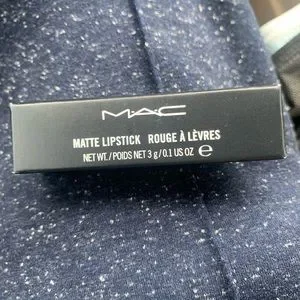 MAC
MATTE LIPSTICK ROUGE À LÈVRES
NET WT./POIDS NET 3 g/0.1 US OZ ℮